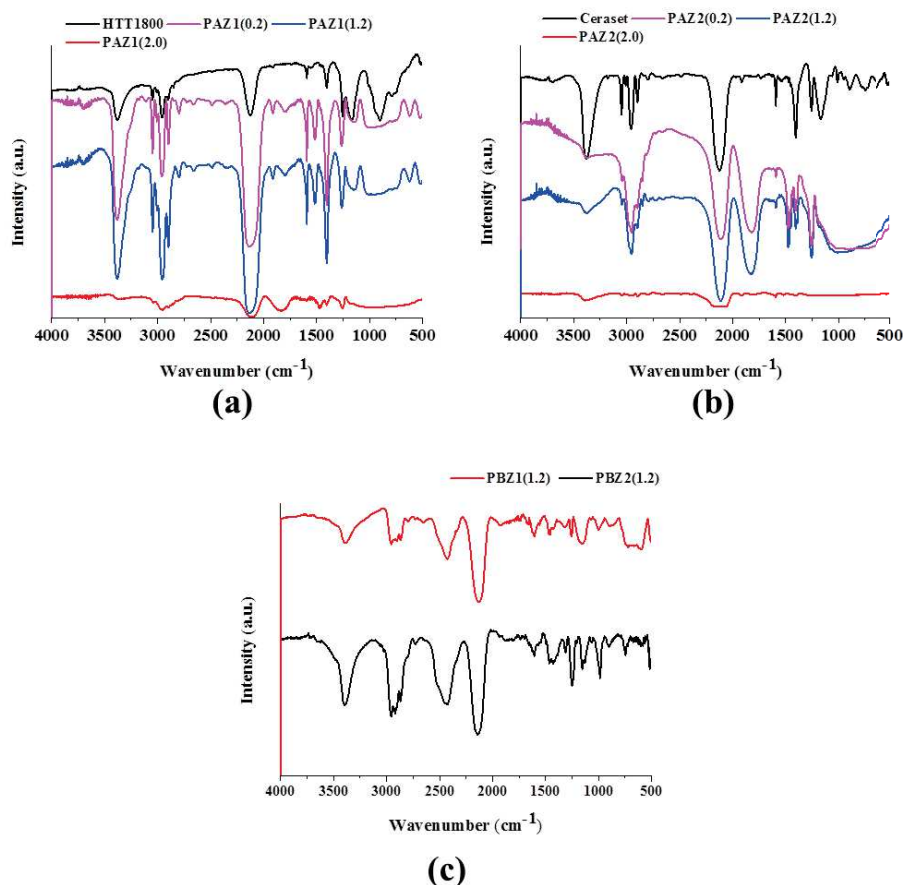 HTT1800 PAZ1(0.2) PAZ1(1.2)
PAZ1(2.0)
Intensity (a.u.)
4000 3500 3000 2500 2000 1500 1000 500
Wavenumber (cm⁻¹)
(a)
Ceraset PAZ2(0.2) PAZ2(1.2)
PAZ2(2.0)
Intensity (a.u.)
4000 3500 3000 2500 2000 1500 1000 500
Wavenumber (cm⁻¹)
(b)
PBZ1(1.2) PBZ2(1.2)
Intensity (a.u.)
4000 3500 3000 2500 2000 1500 1000 500
Wavenumber (cm⁻¹)
(c)